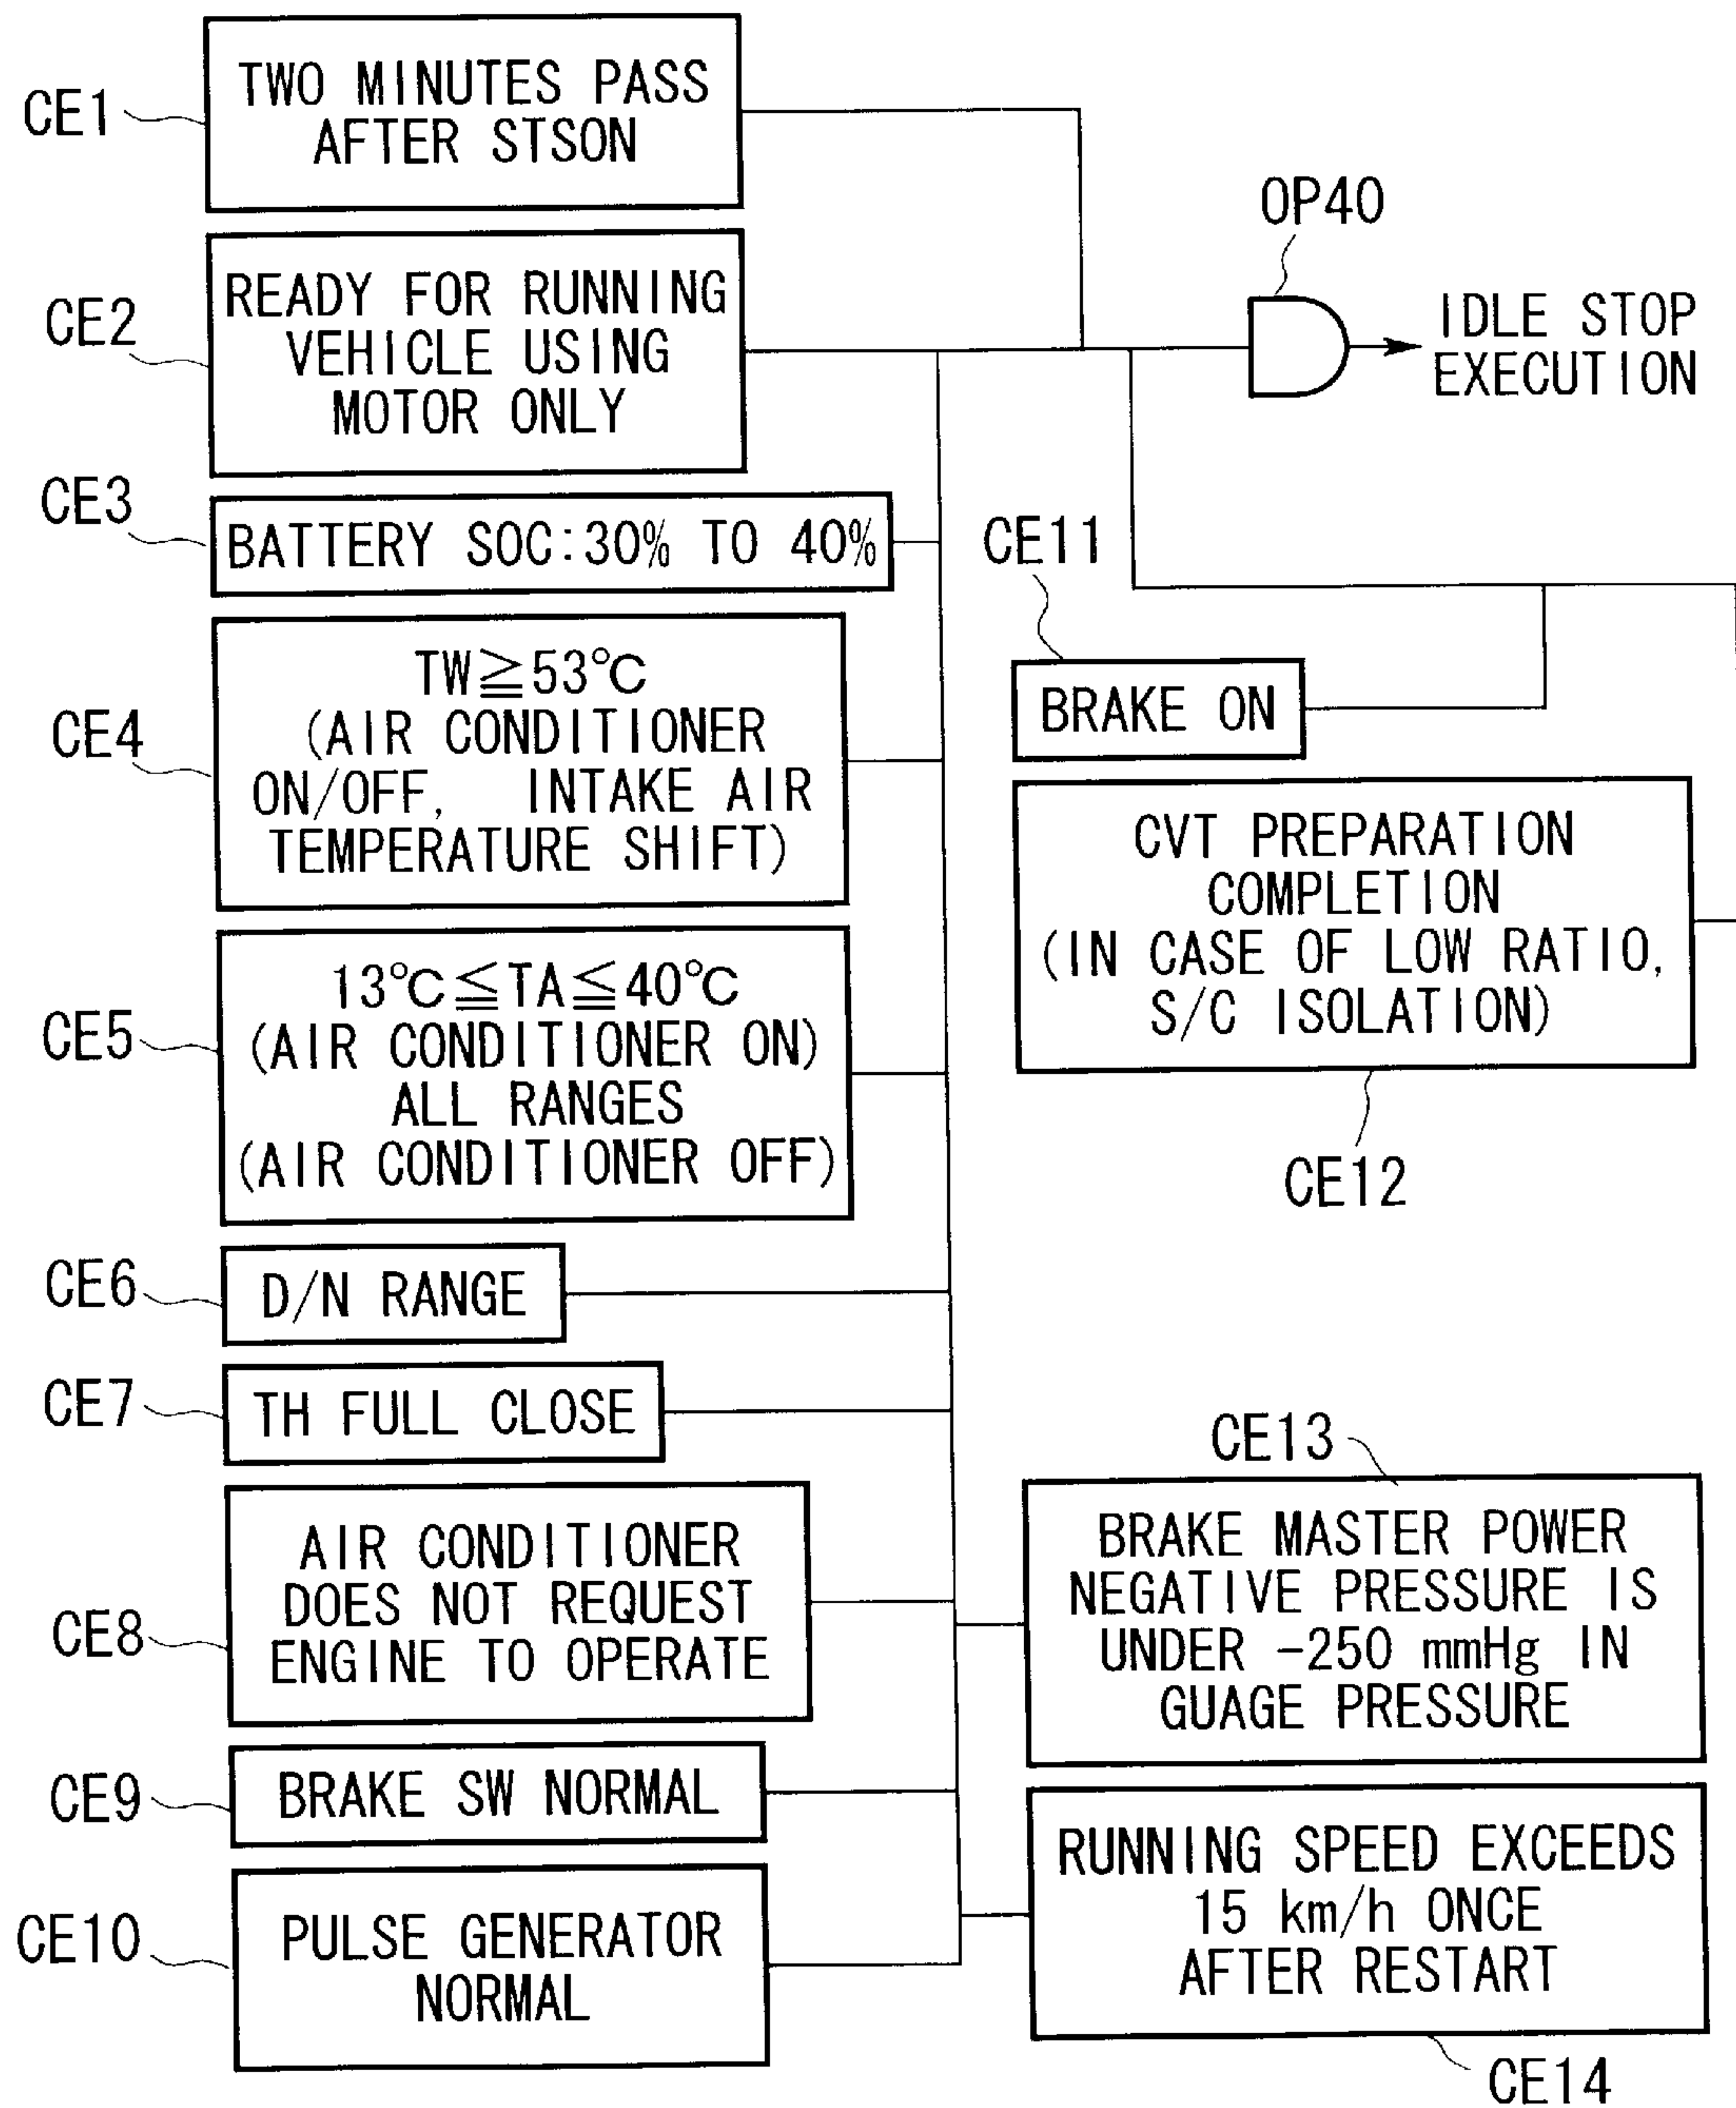 CE1
TWO MINUTES PASS
AFTER STSON
CE2
READY FOR RUNNING
VEHICLE USING
MOTOR ONLY
OP40
IDLE STOP
EXECUTION
CE3
BATTERY SOC:30% TO 40%
CE4
TW≧53℃
(AIR CONDITIONER
ON/OFF, INTAKE AIR
TEMPERATURE SHIFT)
CE5
13℃≦TA≦40℃
(AIR CONDITIONER ON)
ALL RANGES
(AIR CONDITIONER OFF)
CE6
D/N RANGE
CE7
TH FULL CLOSE
CE8
AIR CONDITIONER
DOES NOT REQUEST
ENGINE TO OPERATE
CE9
BRAKE SW NORMAL
CE10
PULSE GENERATOR
NORMAL
CE11
BRAKE ON
CVT PREPARATION
COMPLETION
(IN CASE OF LOW RATIO,
S/C ISOLATION)
CE12
CE13
BRAKE MASTER POWER
NEGATIVE PRESSURE IS
UNDER -250 mmHg IN
GUAGE PRESSURE
RUNNING SPEED EXCEEDS
15 km/h ONCE
AFTER RESTART
CE14